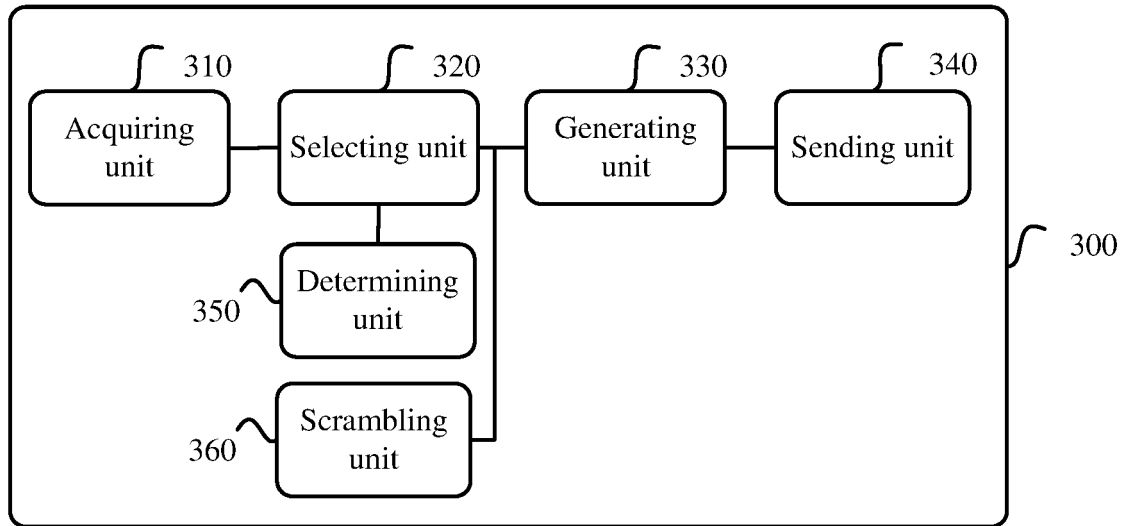 310
320
330
340
Acquiring
unit
Selecting unit
Generating
unit
Sending unit
300
Determining
unit
350
Scrambling
unit
360